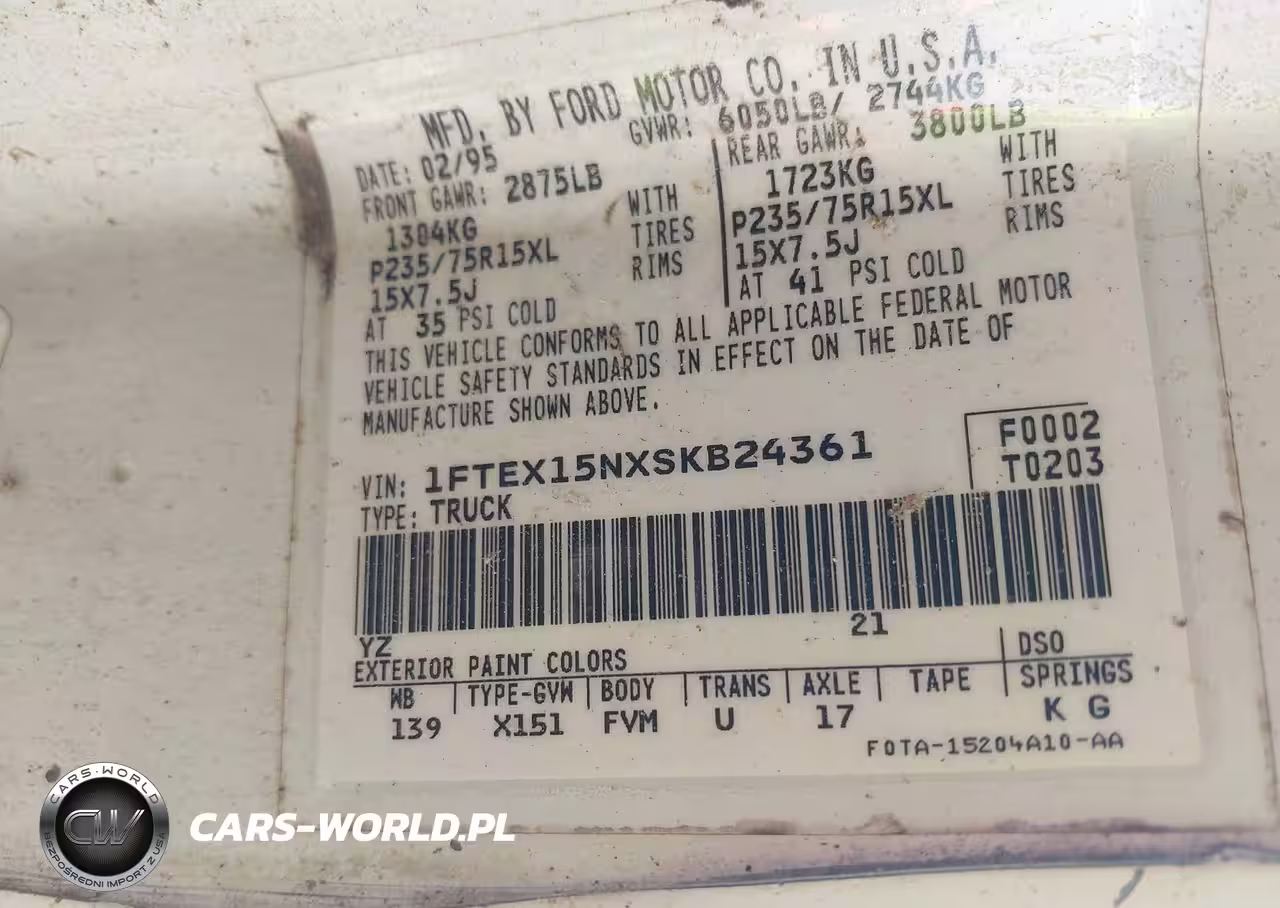 MFD. BY FORD MOTOR CO. IN U.S.A.
DATE: 02/95 GVWR: 6050LB/ 2744KG
FRONT GAWR: 2875LB
1304KG WITH
P235/75R15XL TIRES
15X7.5J RIMS
AT 35 PSI COLD
REAR GAWR: 3800LB
1723KG WITH
P235/75R15XL TIRES
15X7.5J RIMS
AT 41 PSI COLD
THIS VEHICLE CONFORMS TO ALL APPLICABLE FEDERAL MOTOR
VEHICLE SAFETY STANDARDS IN EFFECT ON THE DATE OF
MANUFACTURE SHOWN ABOVE.
VIN: 1FTEX15NXSKB24361
TYPE: TRUCK
F0002
T0203
YZ 21
EXTERIOR PAINT COLORS DSO
WB TYPE-GVW BODY TRANS AXLE TAPE SPRINGS
139 X151 FVM U 17 K G
F0TA-15204A10-AA
CARS-WORLD
CW
BEZPOŚREDNI IMPORT Z USA
CARS-WORLD.PL